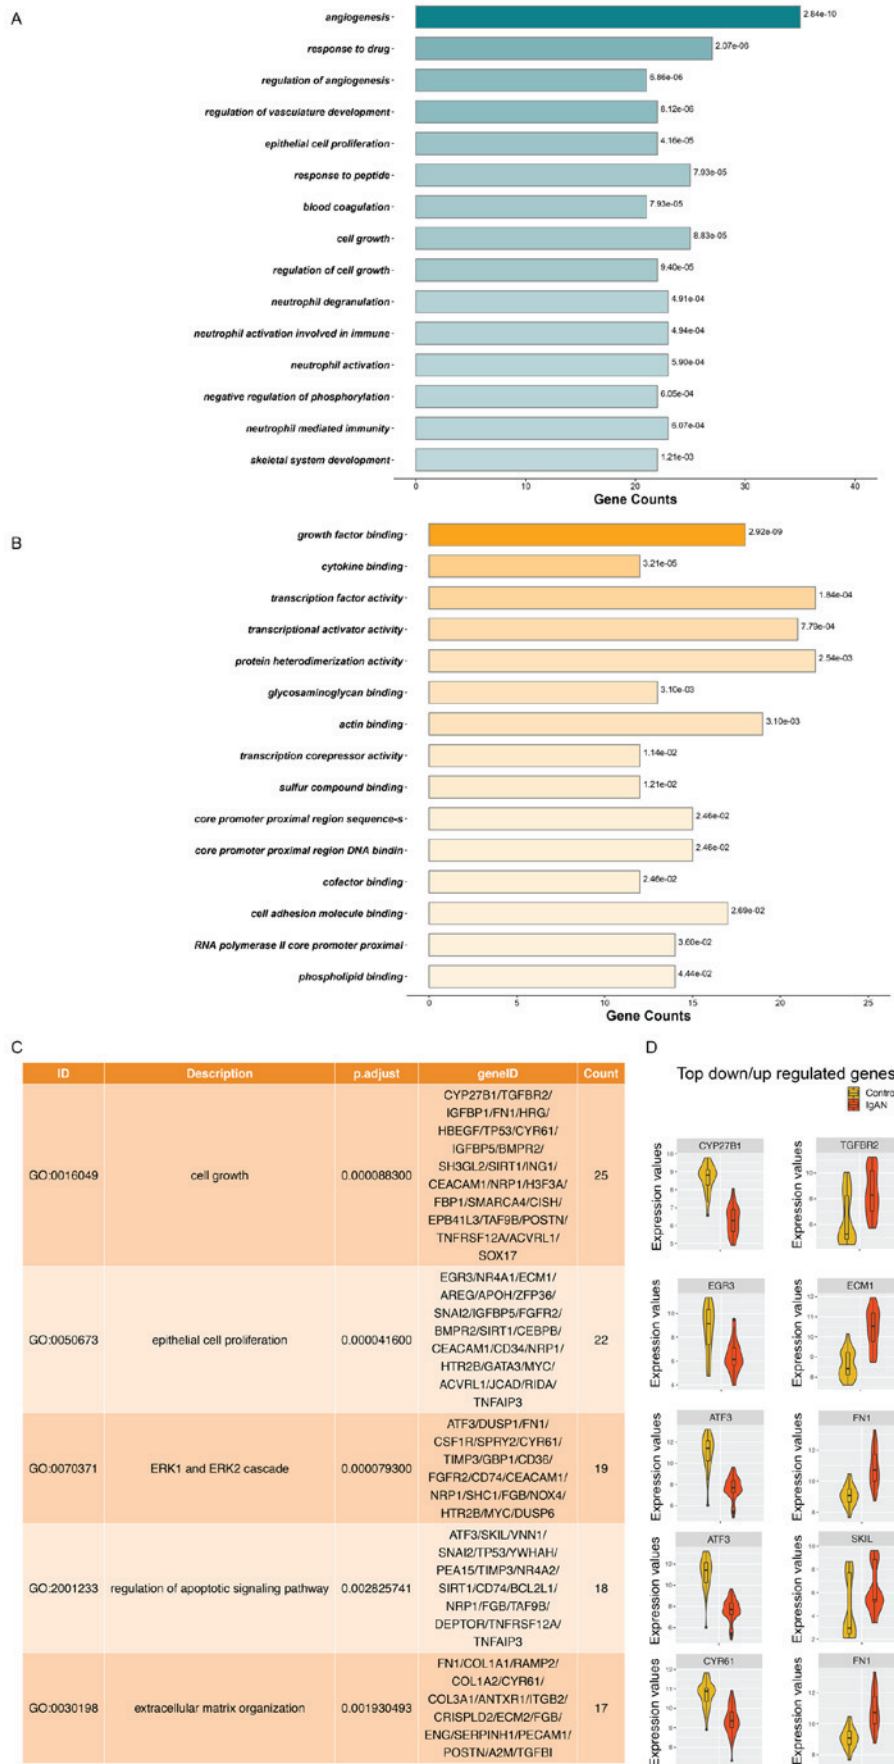 A
angiogenesis
2.84e-10
response to drug
2.07e-06
regulation of angiogenesis
6.86e-06
regulation of vasculature development
8.12e-06
epithelial cell proliferation
4.16e-05
response to peptide
7.93e-05
blood coagulation
7.93e-05
cell growth
8.83e-05
regulation of cell growth
9.40e-05
neutrophil degranulation
4.91e-04
neutrophil activation involved in immune
4.94e-04
neutrophil activation
5.90e-04
negative regulation of phosphorylation
6.05e-04
neutrophil mediated immunity
6.07e-04
skeletal system development
1.21e-03
0 10 20 30 40
Gene Counts
B
growth factor binding
2.92e-09
cytokine binding
3.21e-05
transcription factor activity
1.84e-04
transcriptional activator activity
7.79e-04
protein heterodimerization activity
2.54e-03
glycosaminoglycan binding
3.10e-03
actin binding
3.10e-03
transcription corepressor activity
1.14e-02
sulfur compound binding
1.21e-02
core promoter proximal region sequence-s
2.46e-02
core promoter proximal region DNA bindin
2.46e-02
cofactor binding
2.46e-02
cell adhesion molecule binding
2.69e-02
RNA polymerase II core promoter proximal
3.60e-02
phospholipid binding
4.44e-02
0 5 10 15 20 25
Gene Counts
C
ID Description p.adjust geneID Count
GO:0016049 cell growth 0.000088300 25
CYP27B1/TGFBR2/
IGFBP1/FN1/HRG/
HBEGF/TP53/CYR61/
IGFBP5/BMPR2/
SH3GL2/SIRT1/ING1/
CEACAM1/NRP1/H3F3A/
FBP1/SMARCA4/CISH/
EPB41L3/TAF9B/POSTN/
TNFRSF12A/ACVRL1/
SOX17
GO:0050673 epithelial cell proliferation 0.000041600 22
EGR3/NR4A1/ECM1/
AREG/APOH/ZFP36/
SNAI2/IGFBP5/FGFR2/
BMPR2/SIRT1/CEBPB/
CEACAM1/CD34/NRP1/
HTR2B/GATA3/MYC/
ACVRL1/JCAD/RIDA/
TNFAIP3
GO:0070371 ERK1 and ERK2 cascade 0.000079300 19
ATF3/DUSP1/FN1/
CSF1R/SPRY2/CYR61/
TIMP3/GBP1/CD36/
FGFR2/CD74/CEACAM1/
NRP1/SHC1/FGB/NOX4/
HTR2B/MYC/DUSP6
GO:2001233 regulation of apoptotic signaling pathway 0.002825741 18
ATF3/SKIL/VNN1/
SNAI2/TP53/YWHAH/
PEA15/TIMP3/NR4A2/
SIRT1/CD74/BCL2L1/
NRP1/FGB/TAF9B/
DEPTOR/TNFRSF12A/
TNFAIP3
GO:0030198 extracellular matrix organization 0.001930493 17
FN1/COL1A1/RAMP2/
COL1A2/CYR61/
COL3A1/ANTXR1/ITGB2/
CRISPLD2/ECM2/FGB/
ENG/SERPINH1/PECAM1/
POSTN/A2M/TGFBI
D
Top down/up regulated genes
Contro
IgAN
CYP27B1 TGFBR2
Expression values Expression values
EGR3 ECM1
Expression values Expression values
ATF3 FN1
Expression values Expression values
ATF3 SKIL
Expression values Expression values
CYR61 FN1
Expression values Expression values